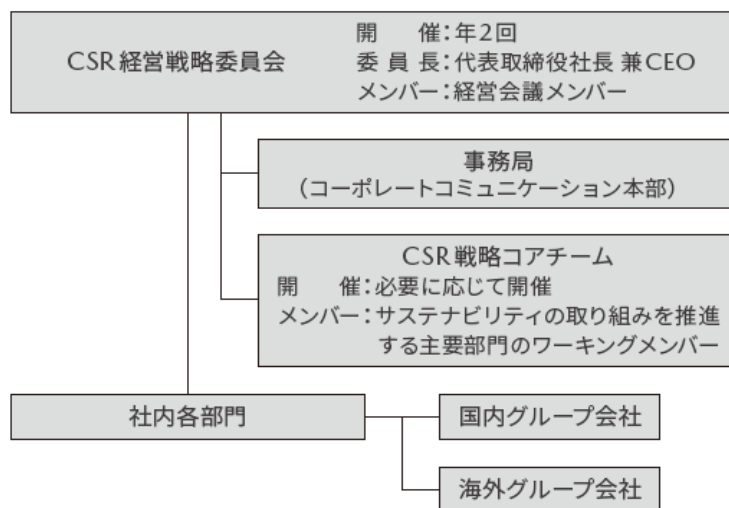 CSR経営戦略委員会
開　　催：年2回
委 員 長：代表取締役社長 兼CEO
メンバー：経営会議メンバー
事務局
（コーポレートコミュニケーション本部）
CSR戦略コアチーム
開　　催：必要に応じて開催
メンバー：サステナビリティの取り組みを推進
する主要部門のワーキングメンバー
社内各部門
国内グループ会社
海外グループ会社